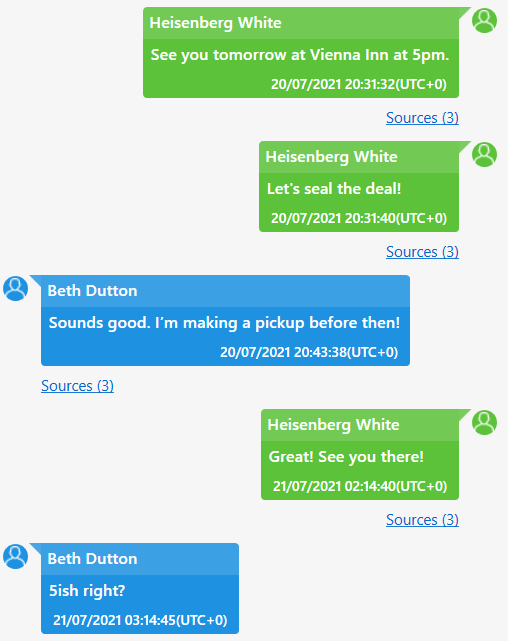 Heisenberg White
See you tomorrow at Vienna Inn at 5pm.
20/07/2021 20:31:32(UTC+0)
Sources (3)
Heisenberg White
Let's seal the deal!
20/07/2021 20:31:40(UTC+0)
Sources (3)
Beth Dutton
Sounds good. I'm making a pickup before then!
20/07/2021 20:43:38(UTC+0)
Sources (3)
Heisenberg White
Great! See you there!
21/07/2021 02:14:40(UTC+0)
Sources (3)
Beth Dutton
5ish right?
21/07/2021 03:14:45(UTC+0)